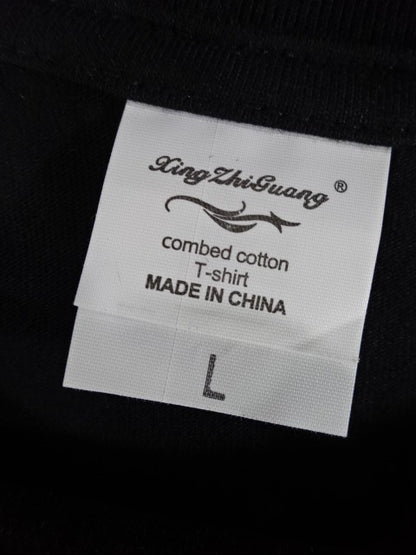 XingZhiGuang ®
combed cotton
T-shirt
MADE IN CHINA
L